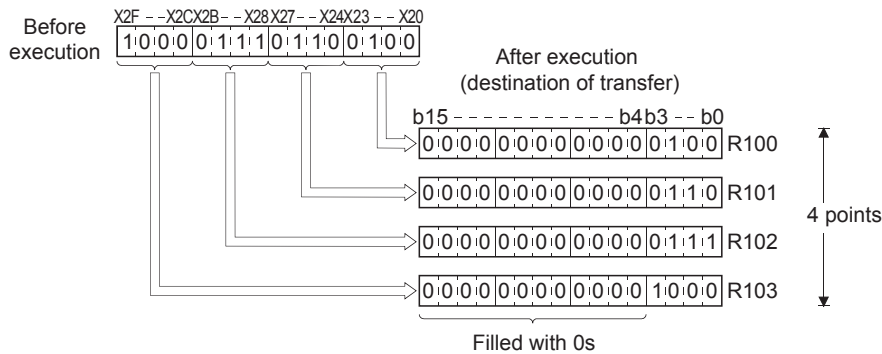 X2F - - X2C X2B - - X28 X27 - - X24 X23 - - X20
Before
execution
1 0 0 0 0 1 1 1 0 1 1 0 0 1 0 0
After execution
(destination of transfer)
b15 - - - - - - - - - - - - - b4 b3 - - b0
0 0 0 0 0 0 0 0 0 0 0 0 0 1 0 0 R100
0 0 0 0 0 0 0 0 0 0 0 0 0 1 1 0 R101
0 0 0 0 0 0 0 0 0 0 0 0 0 1 1 1 R102
0 0 0 0 0 0 0 0 0 0 0 0 1 0 0 0 R103
4 points
Filled with 0s